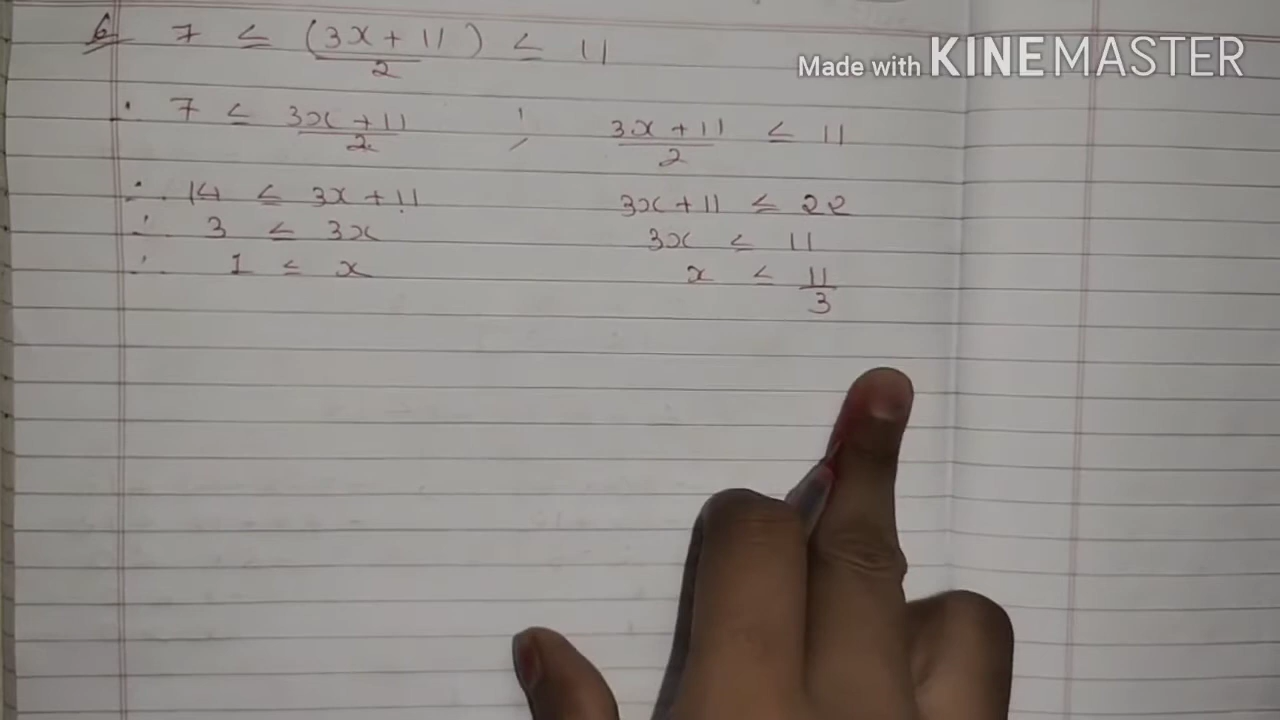 6 7 ≤ (3x + 11)/2 ≤ 11
Made with KINEMASTER
∴ 7 ≤ 3x + 11/2 , 3x + 11/2 ≤ 11
∴ 14 ≤ 3x + 11 3x + 11 ≤ 22
∴ 3 ≤ 3x 3x ≤ 11
∴ 1 ≤ x x ≤ 11/3